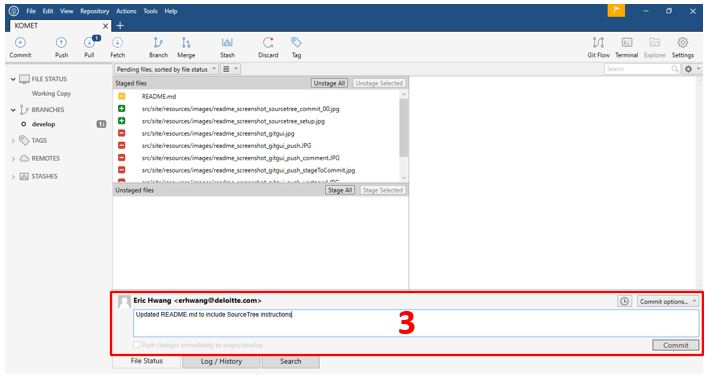 File Edit View Repository Actions Tools Help
KOMET
1
Commit Push Pull Fetch Branch Merge Stash Discard Tag Git Flow Terminal Explorer Settings
Pending files, sorted by file status
Search
FILE STATUS
Working Copy
BRANCHES
develop
TAGS
REMOTES
STASHES
Staged files Unstage All Unstage Selected
README.md
src/site/resources/images/readme_screenshot_sourcetree_commit_00.jpg
src/site/resources/images/readme_screenshot_sourcetree_setup.jpg
src/site/resources/images/readme_screenshot_gitgui.jpg
src/site/resources/images/readme_screenshot_gitgui_push.JPG
src/site/resources/images/readme_screenshot_gitgui_push_comment.JPG
src/site/resources/images/readme_screenshot_gitgui_push_stageToCommit.jpg
Unstaged files Stage All Stage Selected
Eric Hwang <erhwang@deloitte.com>
Commit options...
Updated README.md to include SourceTree instructions
3
Push changes immediately to origin/develop
Commit
File Status Log / History Search